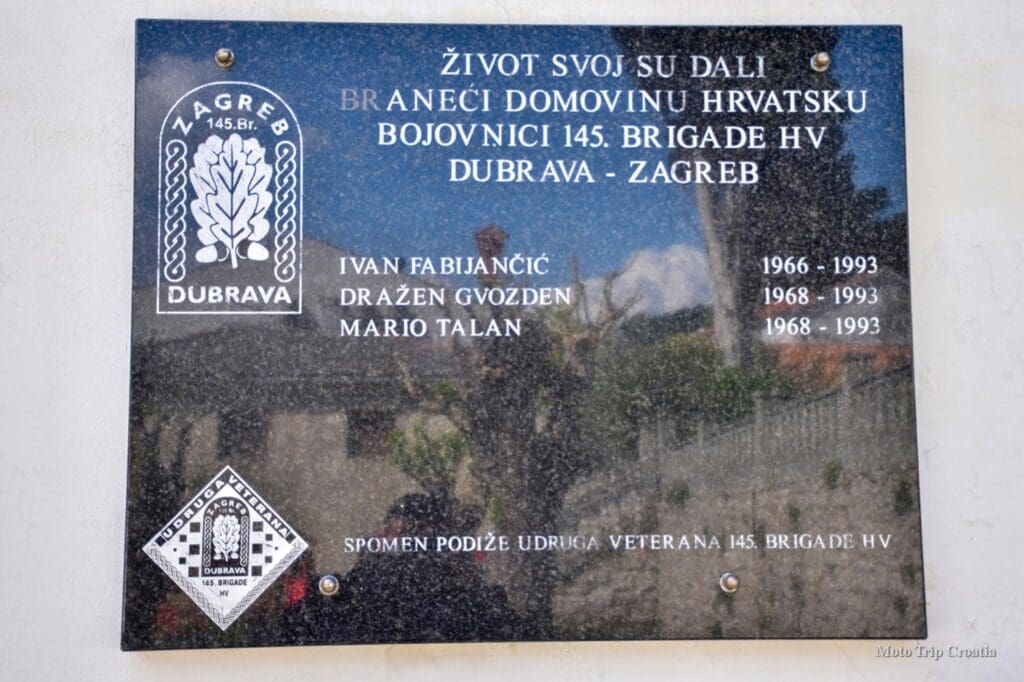 ŽIVOT SVOJ SU DALI
BRANEĆI DOMOVINU HRVATSKU
BOJOVNICI 145. BRIGADE HV
DUBRAVA - ZAGREB
ZAGREB
145.Br.
DUBRAVA
IVAN FABIJANČIĆ 1966 - 1993
DRAŽEN GVOZDEN 1968 - 1993
MARIO TALAN 1968 - 1993
UDRUGA VETERANA
ZAGREB
DUBRAVA
145. BRIGADE
HV
SPOMEN PODIŽE UDRUGA VETERANA 145. BRIGADE HV
Moto Trip Croatia